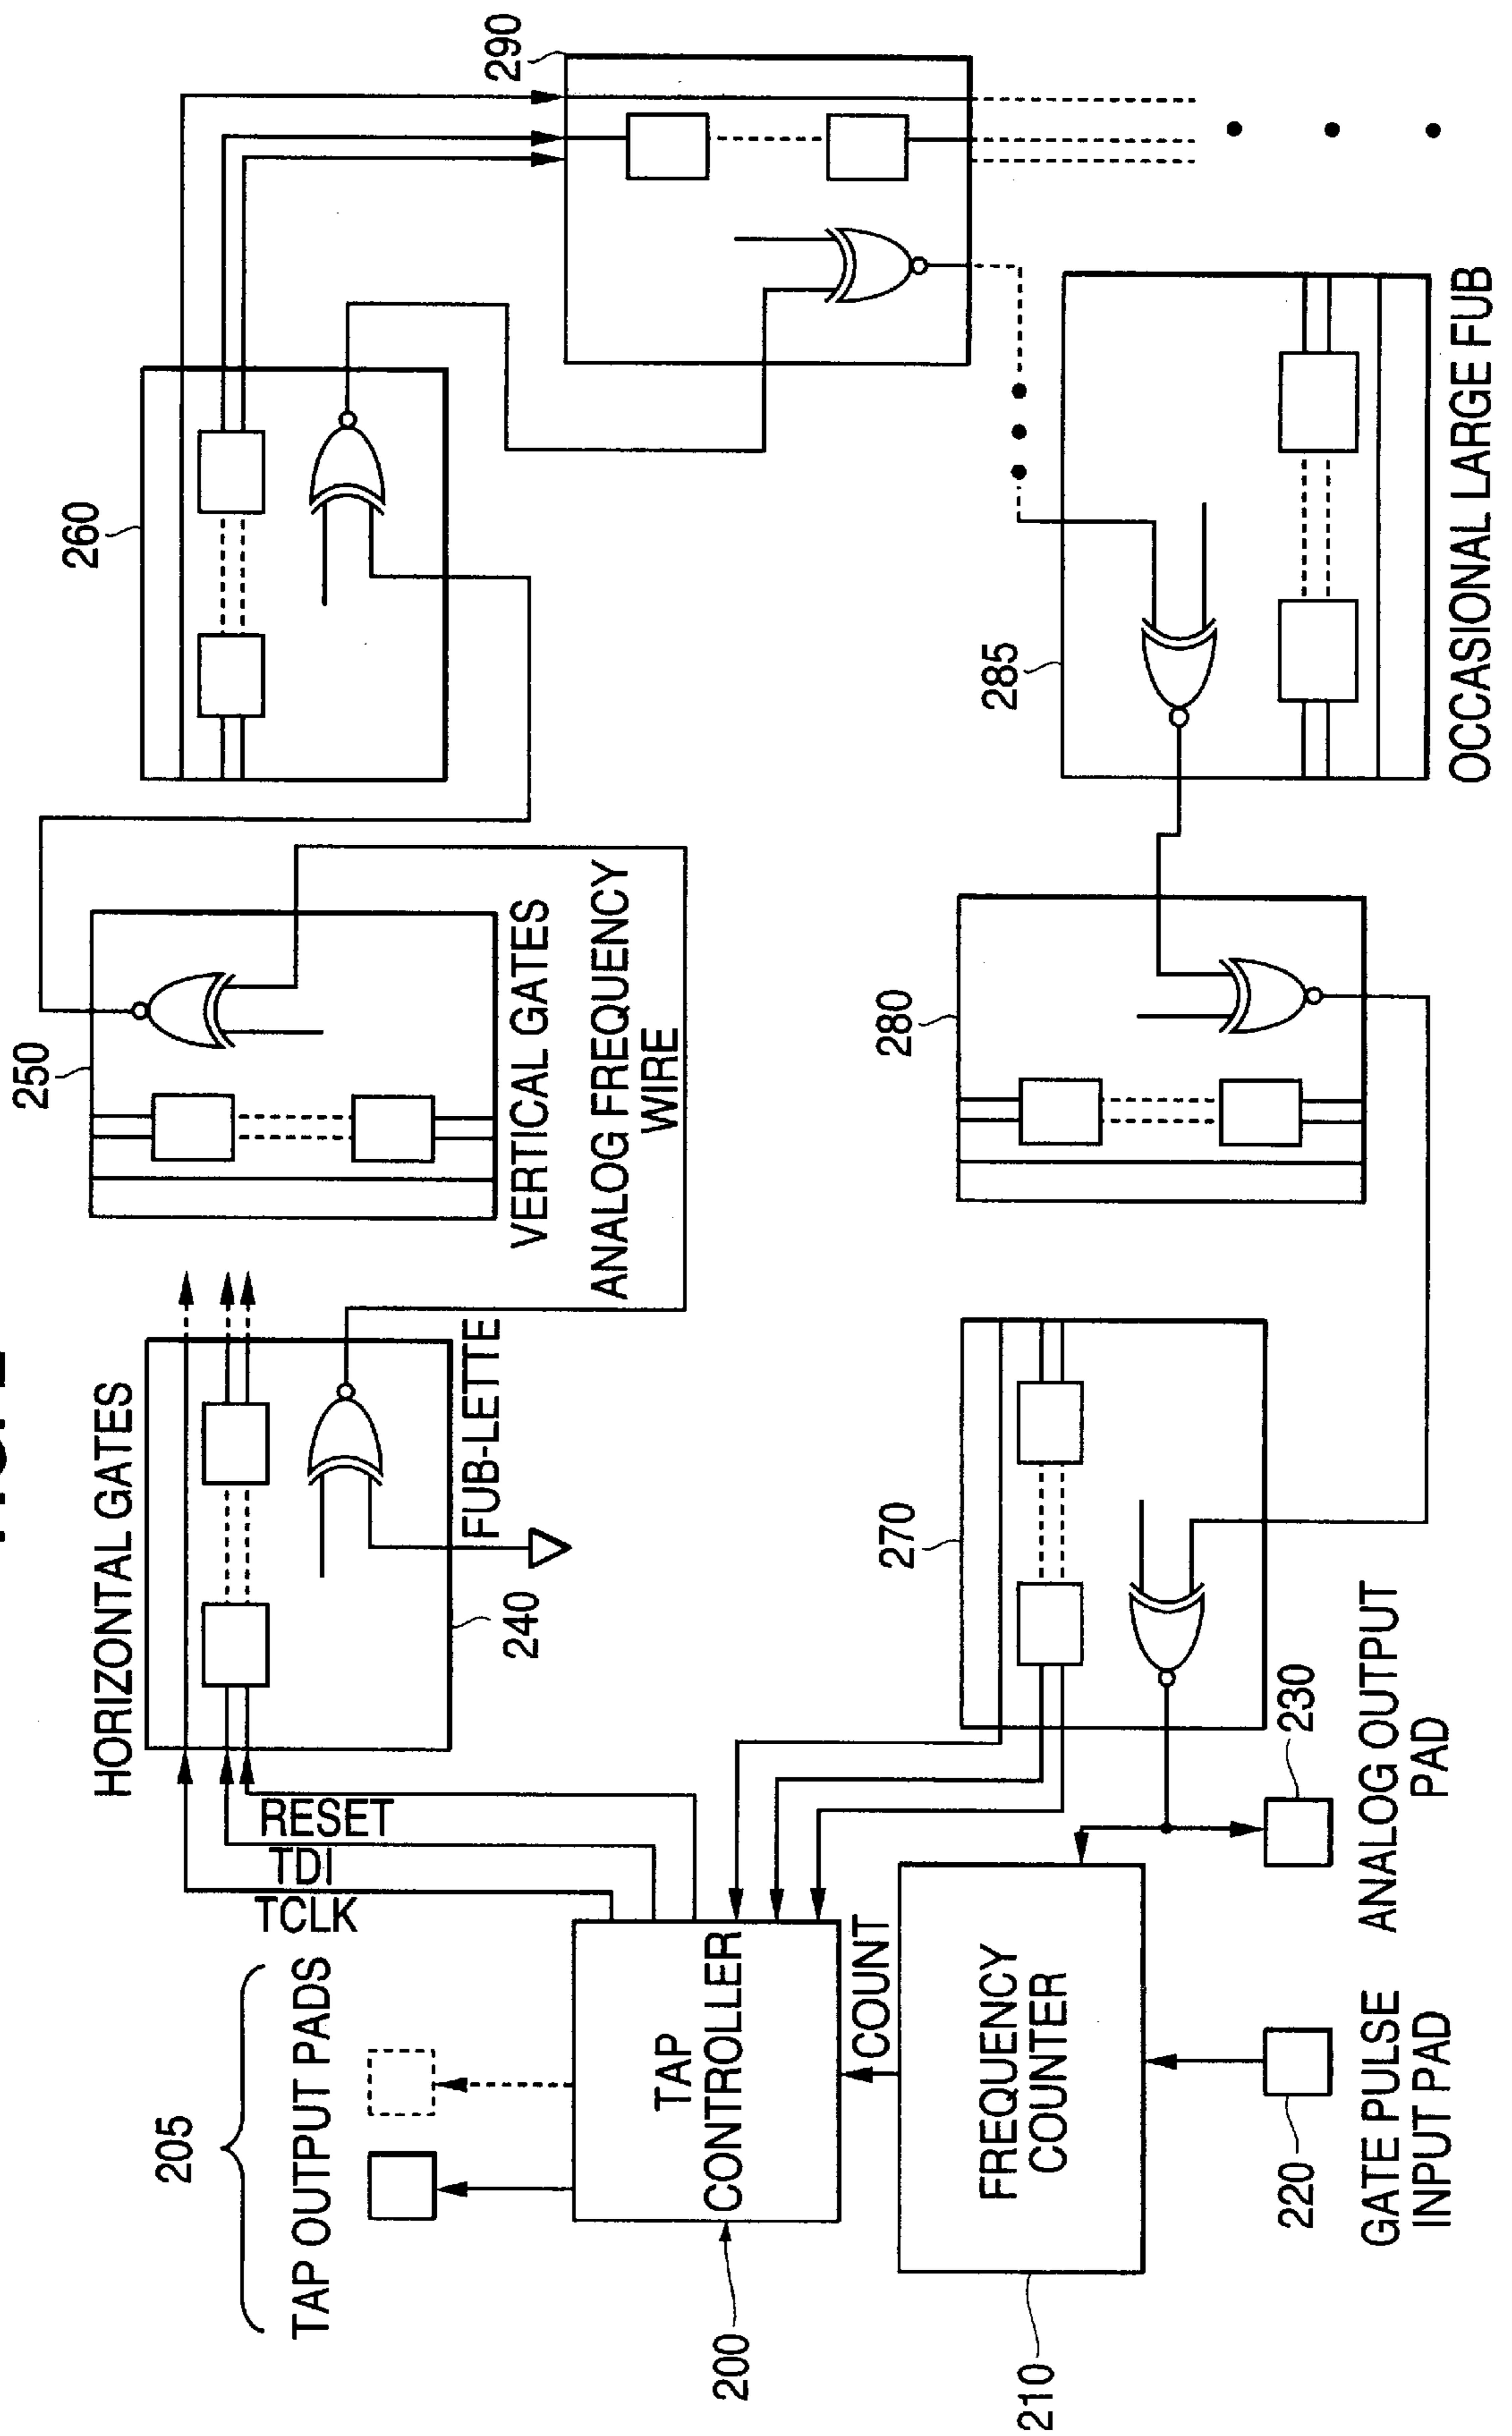 HORIZONTAL GATES
250
260
290
205
TAP OUTPUT PADS
TCLK
TDI
RESET
240
FUB-LETTE
VERTICAL GATES
ANALOG FREQUENCY
WIRE
200
TAP
CONTROLLER
COUNT
210
FREQUENCY
COUNTER
270
280
285
220
GATE PULSE
INPUT PAD
230
ANALOG OUTPUT
PAD
OCCASIONAL LARGE FUB